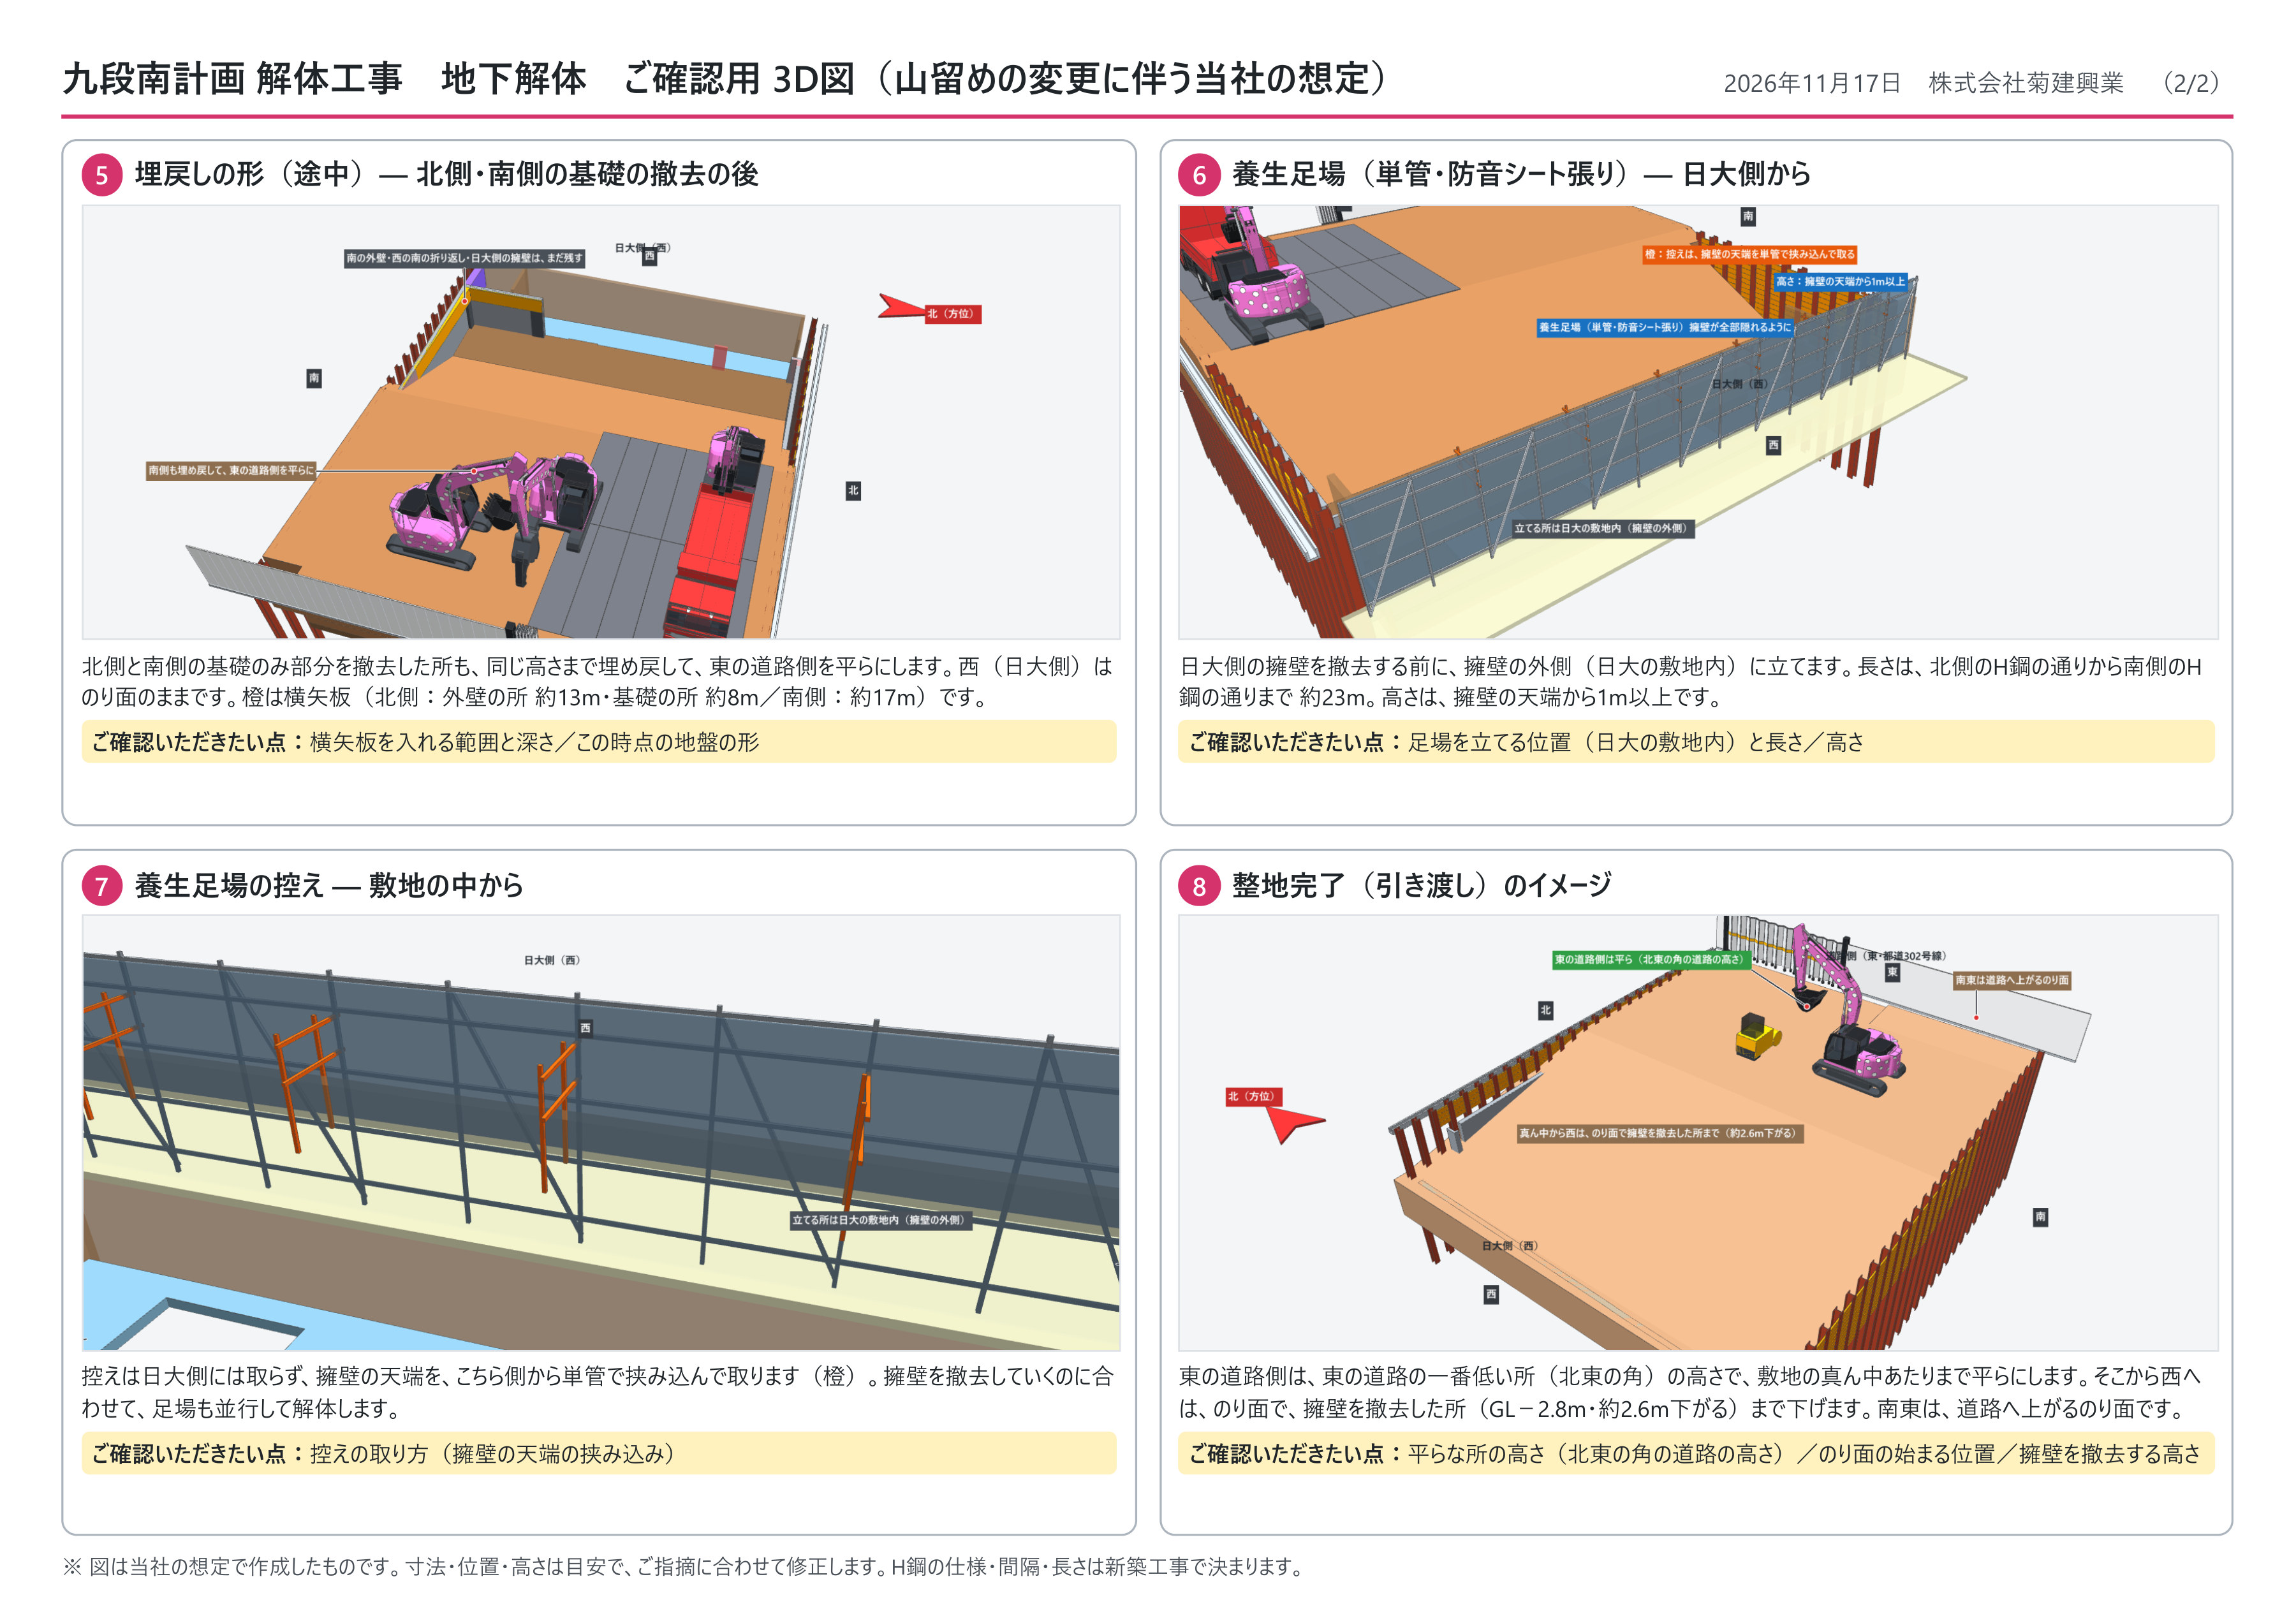 九段南計画 解体工事　地下解体　ご確認用 3D図（山留めの変更に伴う当社の想定）
2026年11月17日　株式会社菊建興業　（2/2）
5 埋戻しの形（途中）― 北側・南側の基礎の撤去の後
日大側（西）
西
南の外壁・西の南の折り返し・日大側の擁壁は、まだ残す
北（方位）
南
南側も埋め戻して、東の道路側を平らに
北
北側と南側の基礎のみ部分を撤去した所も、同じ高さまで埋め戻して、東の道路側を平らにします。西（日大側）は
のり面のままです。橙は横矢板（北側：外壁の所 約13m・基礎の所 約8m／南側：約17m）です。
ご確認いただきたい点：横矢板を入れる範囲と深さ／この時点の地盤の形
6 養生足場（単管・防音シート張り）― 日大側から
南
橙：控えは、擁壁の天端を単管で挟み込んで取る
高さ：擁壁の天端から1m以上
養生足場（単管・防音シート張り）擁壁が全部隠れるように
日大側（西）
西
立てる所は日大の敷地内（擁壁の外側）
日大側の擁壁を撤去する前に、擁壁の外側（日大の敷地内）に立てます。長さは、北側のH鋼の通りから南側のH
鋼の通りまで 約23m。高さは、擁壁の天端から1m以上です。
ご確認いただきたい点：足場を立てる位置（日大の敷地内）と長さ／高さ
7 養生足場の控え ― 敷地の中から
日大側（西）
西
立てる所は日大の敷地内（擁壁の外側）
控えは日大側には取らず、擁壁の天端を、こちら側から単管で挟み込んで取ります（橙）。擁壁を撤去していくのに合
わせて、足場も並行して解体します。
ご確認いただきたい点：控えの取り方（擁壁の天端の挟み込み）
8 整地完了（引き渡し）のイメージ
東の道路側は平ら（北東の角の道路の高さ）
路側（東・都道302号線）
東
南東は道路へ上がるのり面
北
北（方位）
真ん中から西は、のり面で擁壁を撤去した所まで（約2.6m下がる）
南
日大側（西）
西
東の道路側は、東の道路の一番低い所（北東の角）の高さで、敷地の真ん中あたりまで平らにします。そこから西へ
は、のり面で、擁壁を撤去した所（GL－2.8m・約2.6m下がる）まで下げます。南東は、道路へ上がるのり面です。
ご確認いただきたい点：平らな所の高さ（北東の角の道路の高さ）／のり面の始まる位置／擁壁を撤去する高さ
※ 図は当社の想定で作成したものです。寸法・位置・高さは目安で、ご指摘に合わせて修正します。H鋼の仕様・間隔・長さは新築工事で決まります。